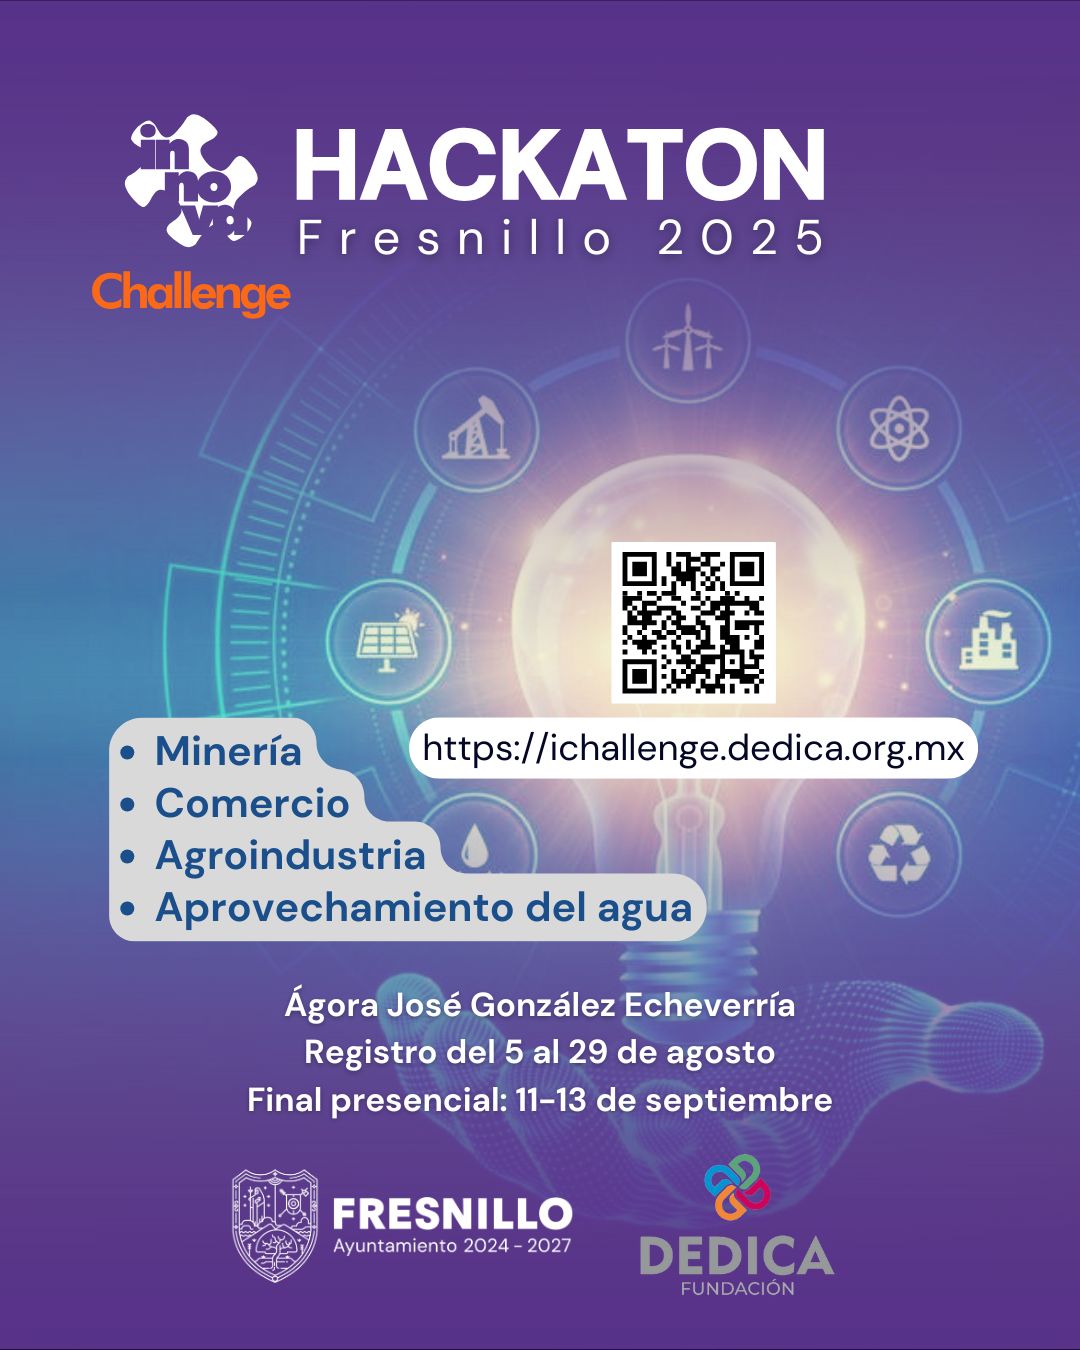 innova
Challenge
HACKATON
Fresnillo 2025
https://ichallenge.dedica.org.mx
• Minería
• Comercio
• Agroindustria
• Aprovechamiento del agua
Ágora José González Echeverría
Registro del 5 al 29 de agosto
Final presencial: 11-13 de septiembre
FRESNILLO
Ayuntamiento 2024 - 2027
DEDICA
FUNDACIÓN